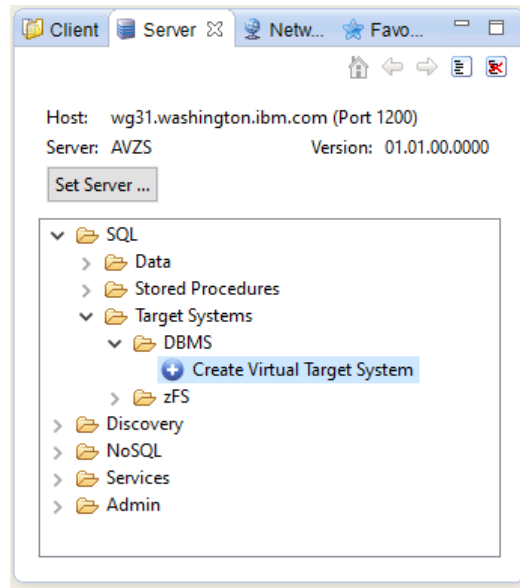 Client Server Netw... Favo...
Host: wg31.washington.ibm.com (Port 1200)
Server: AVZS Version: 01.01.00.0000
Set Server ...
SQL
Data
Stored Procedures
Target Systems
DBMS
Create Virtual Target System
zFS
Discovery
NoSQL
Services
Admin